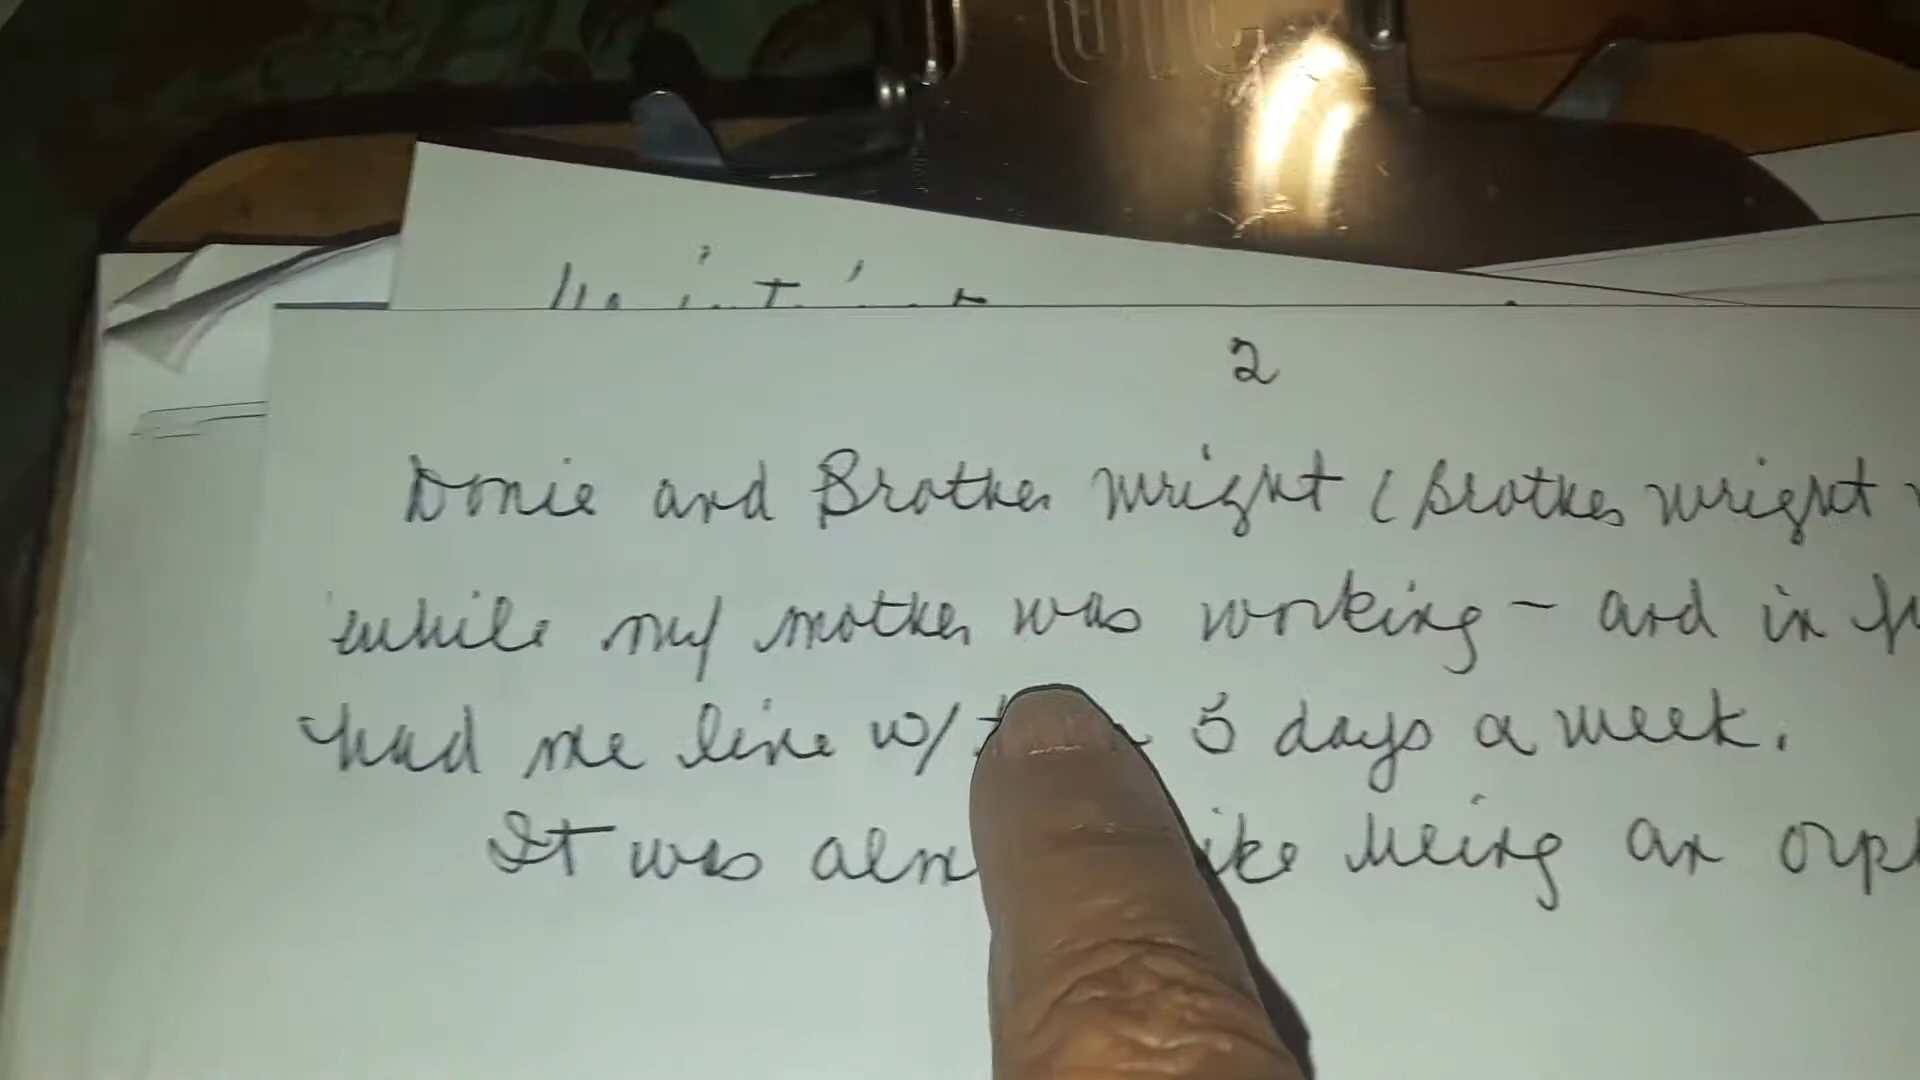 2
Donie and Brother Wright (Brother Wright
while my mother was working - and in
had me live w/ 5 days a week.
It was being an